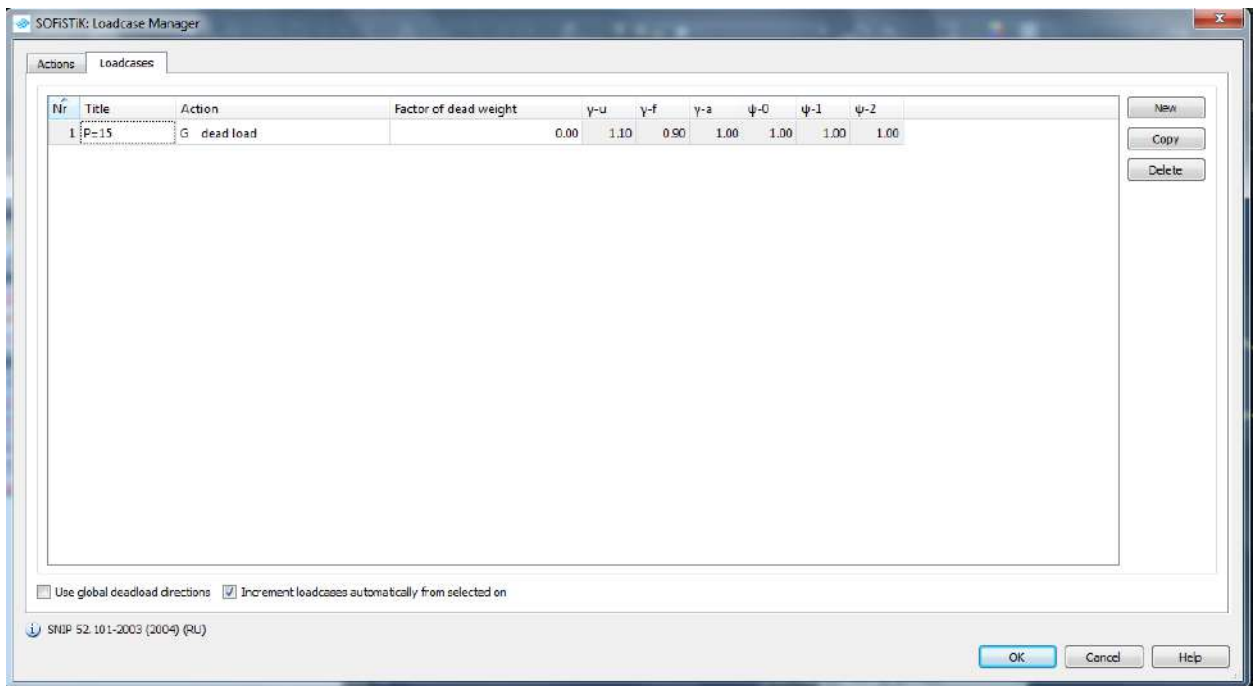 SOFiSTiK: Loadcase Manager
Actions Loadcases
Nr Title Action Factor of dead weight γ-u γ-f γ-a ψ-0 ψ-1 ψ-2
1 P=15 G dead load 0.00 1.10 0.90 1.00 1.00 1.00 1.00
New
Copy
Delete
Use global deadload directions Increment loadcases automatically from selected on
SNIP 52.101-2003 (2004) (RU)
OK Cancel Help